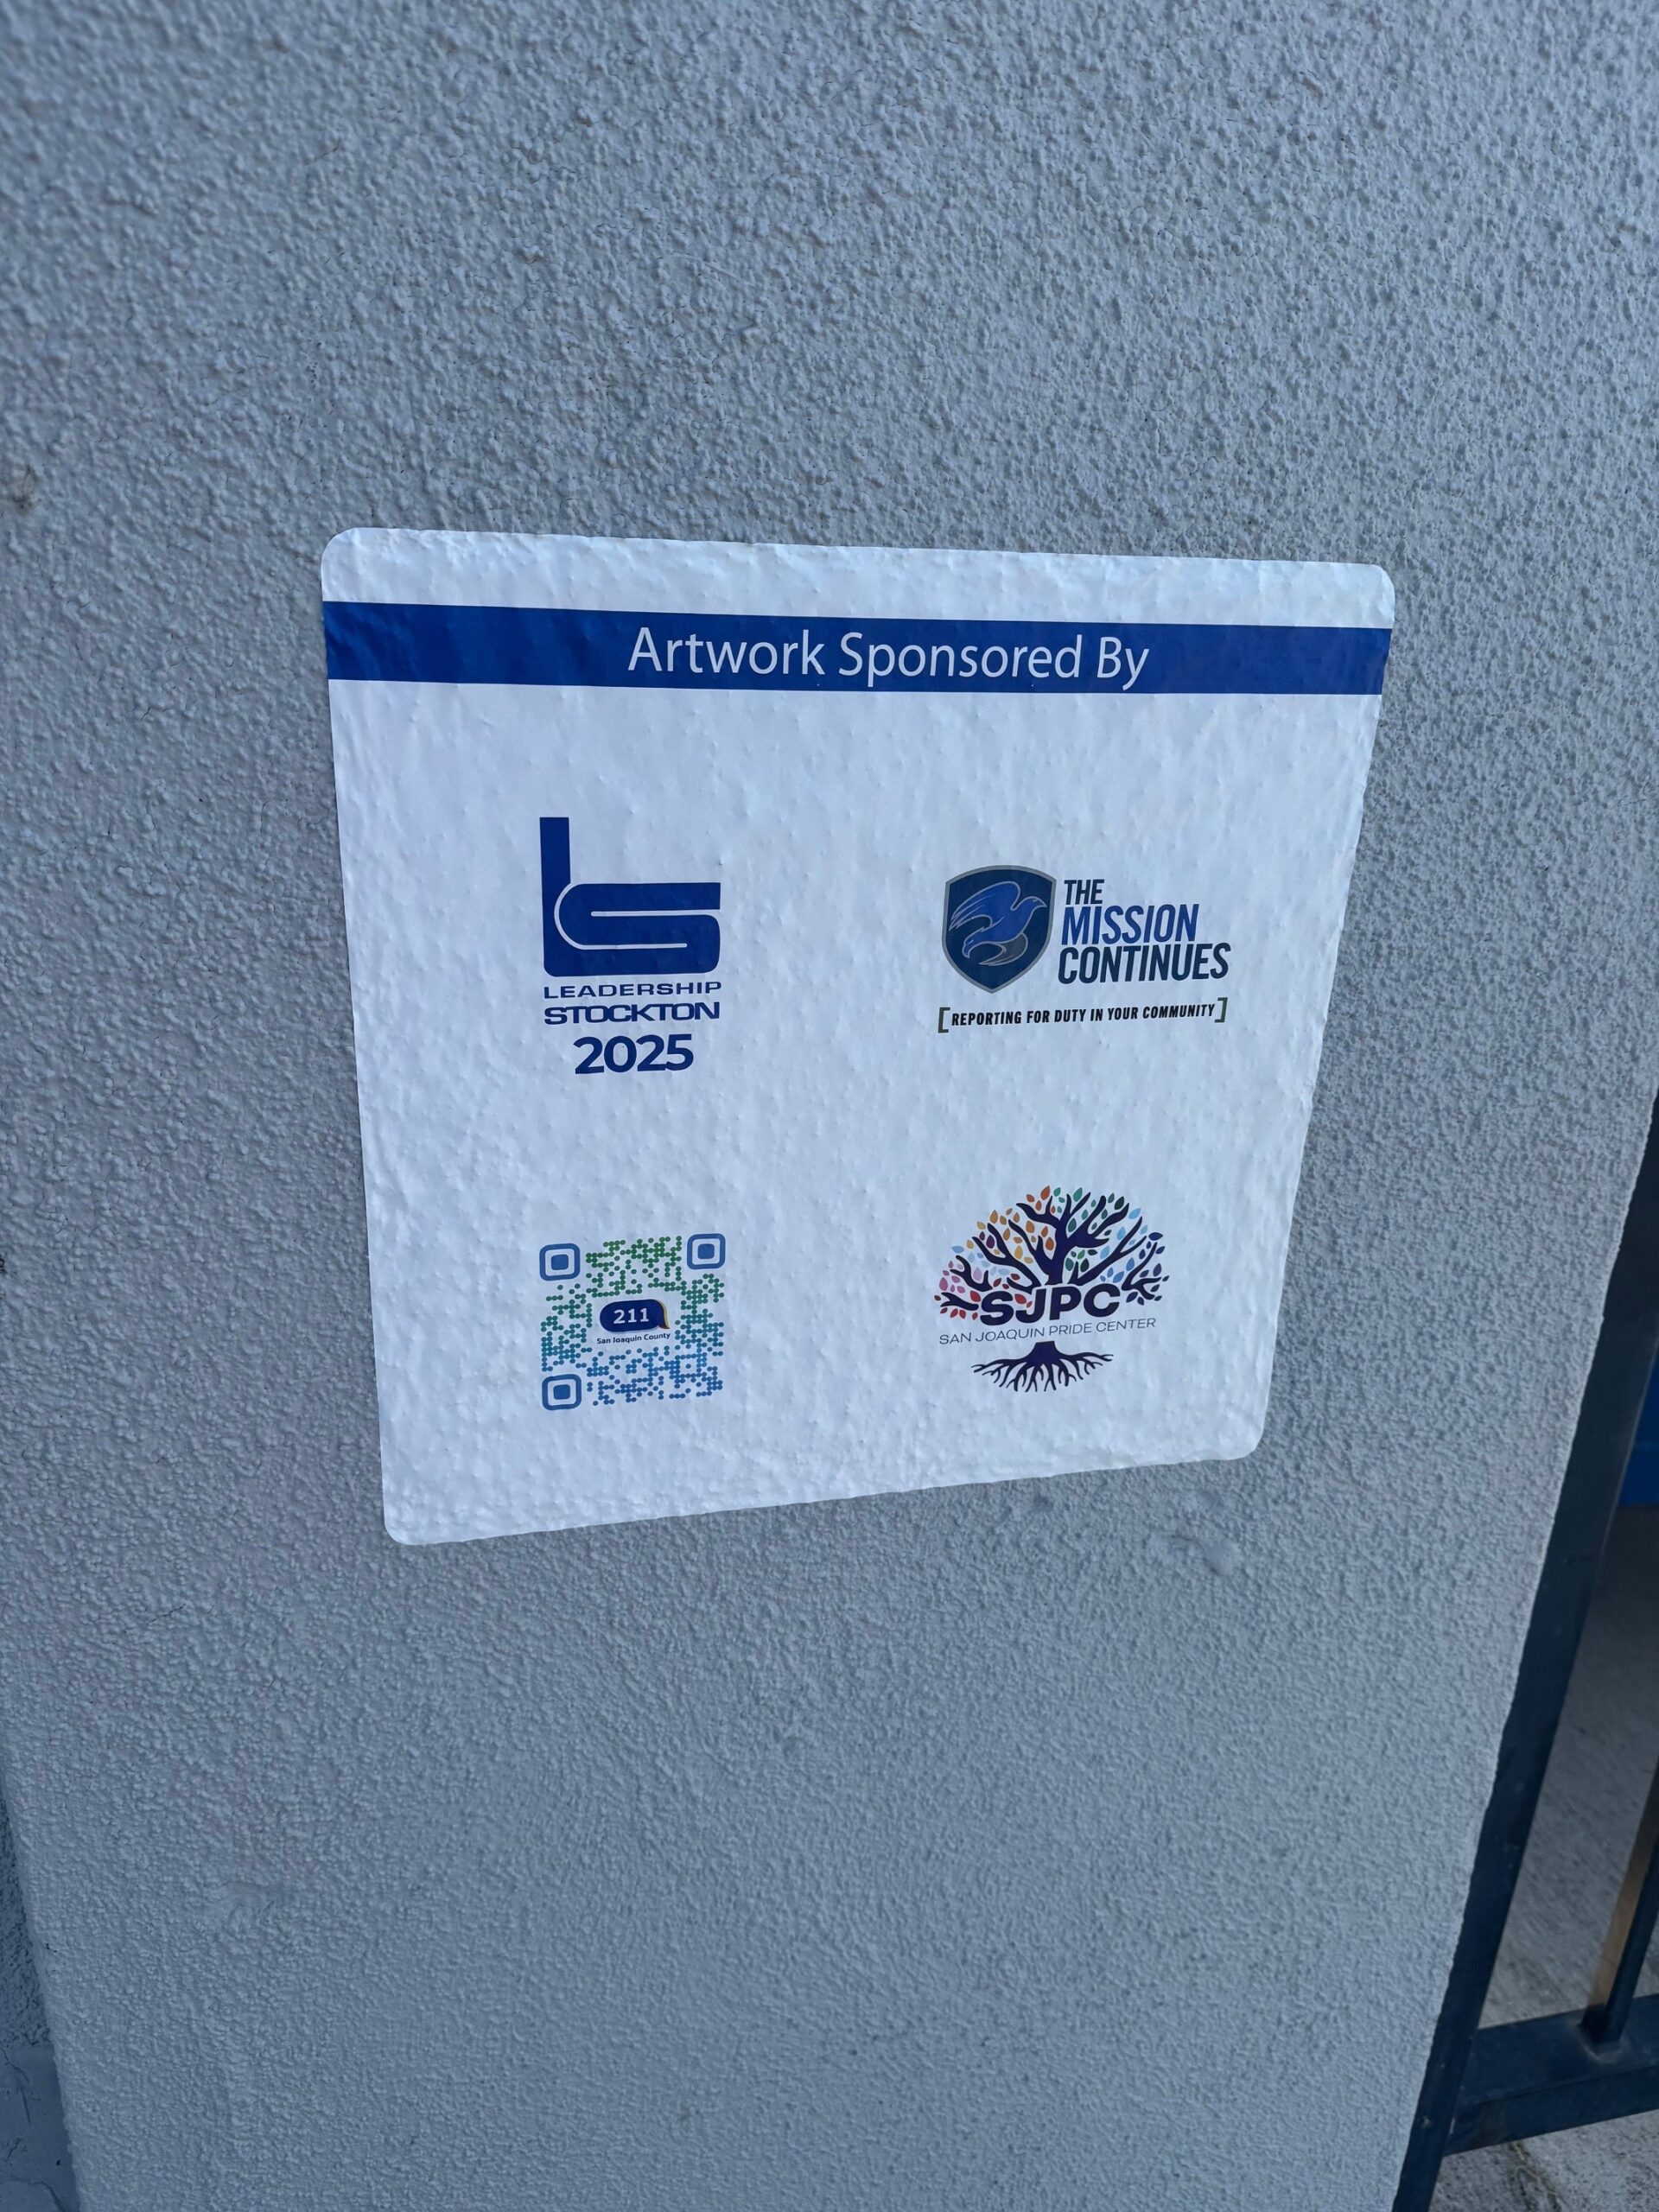 Artwork Sponsored By
LEADERSHIP
STOCKTON
2025
THE
MISSION
CONTINUES
[REPORTING FOR DUTY IN YOUR COMMUNITY]
211
San Joaquin County
SJPC
SAN JOAQUIN PRIDE CENTER